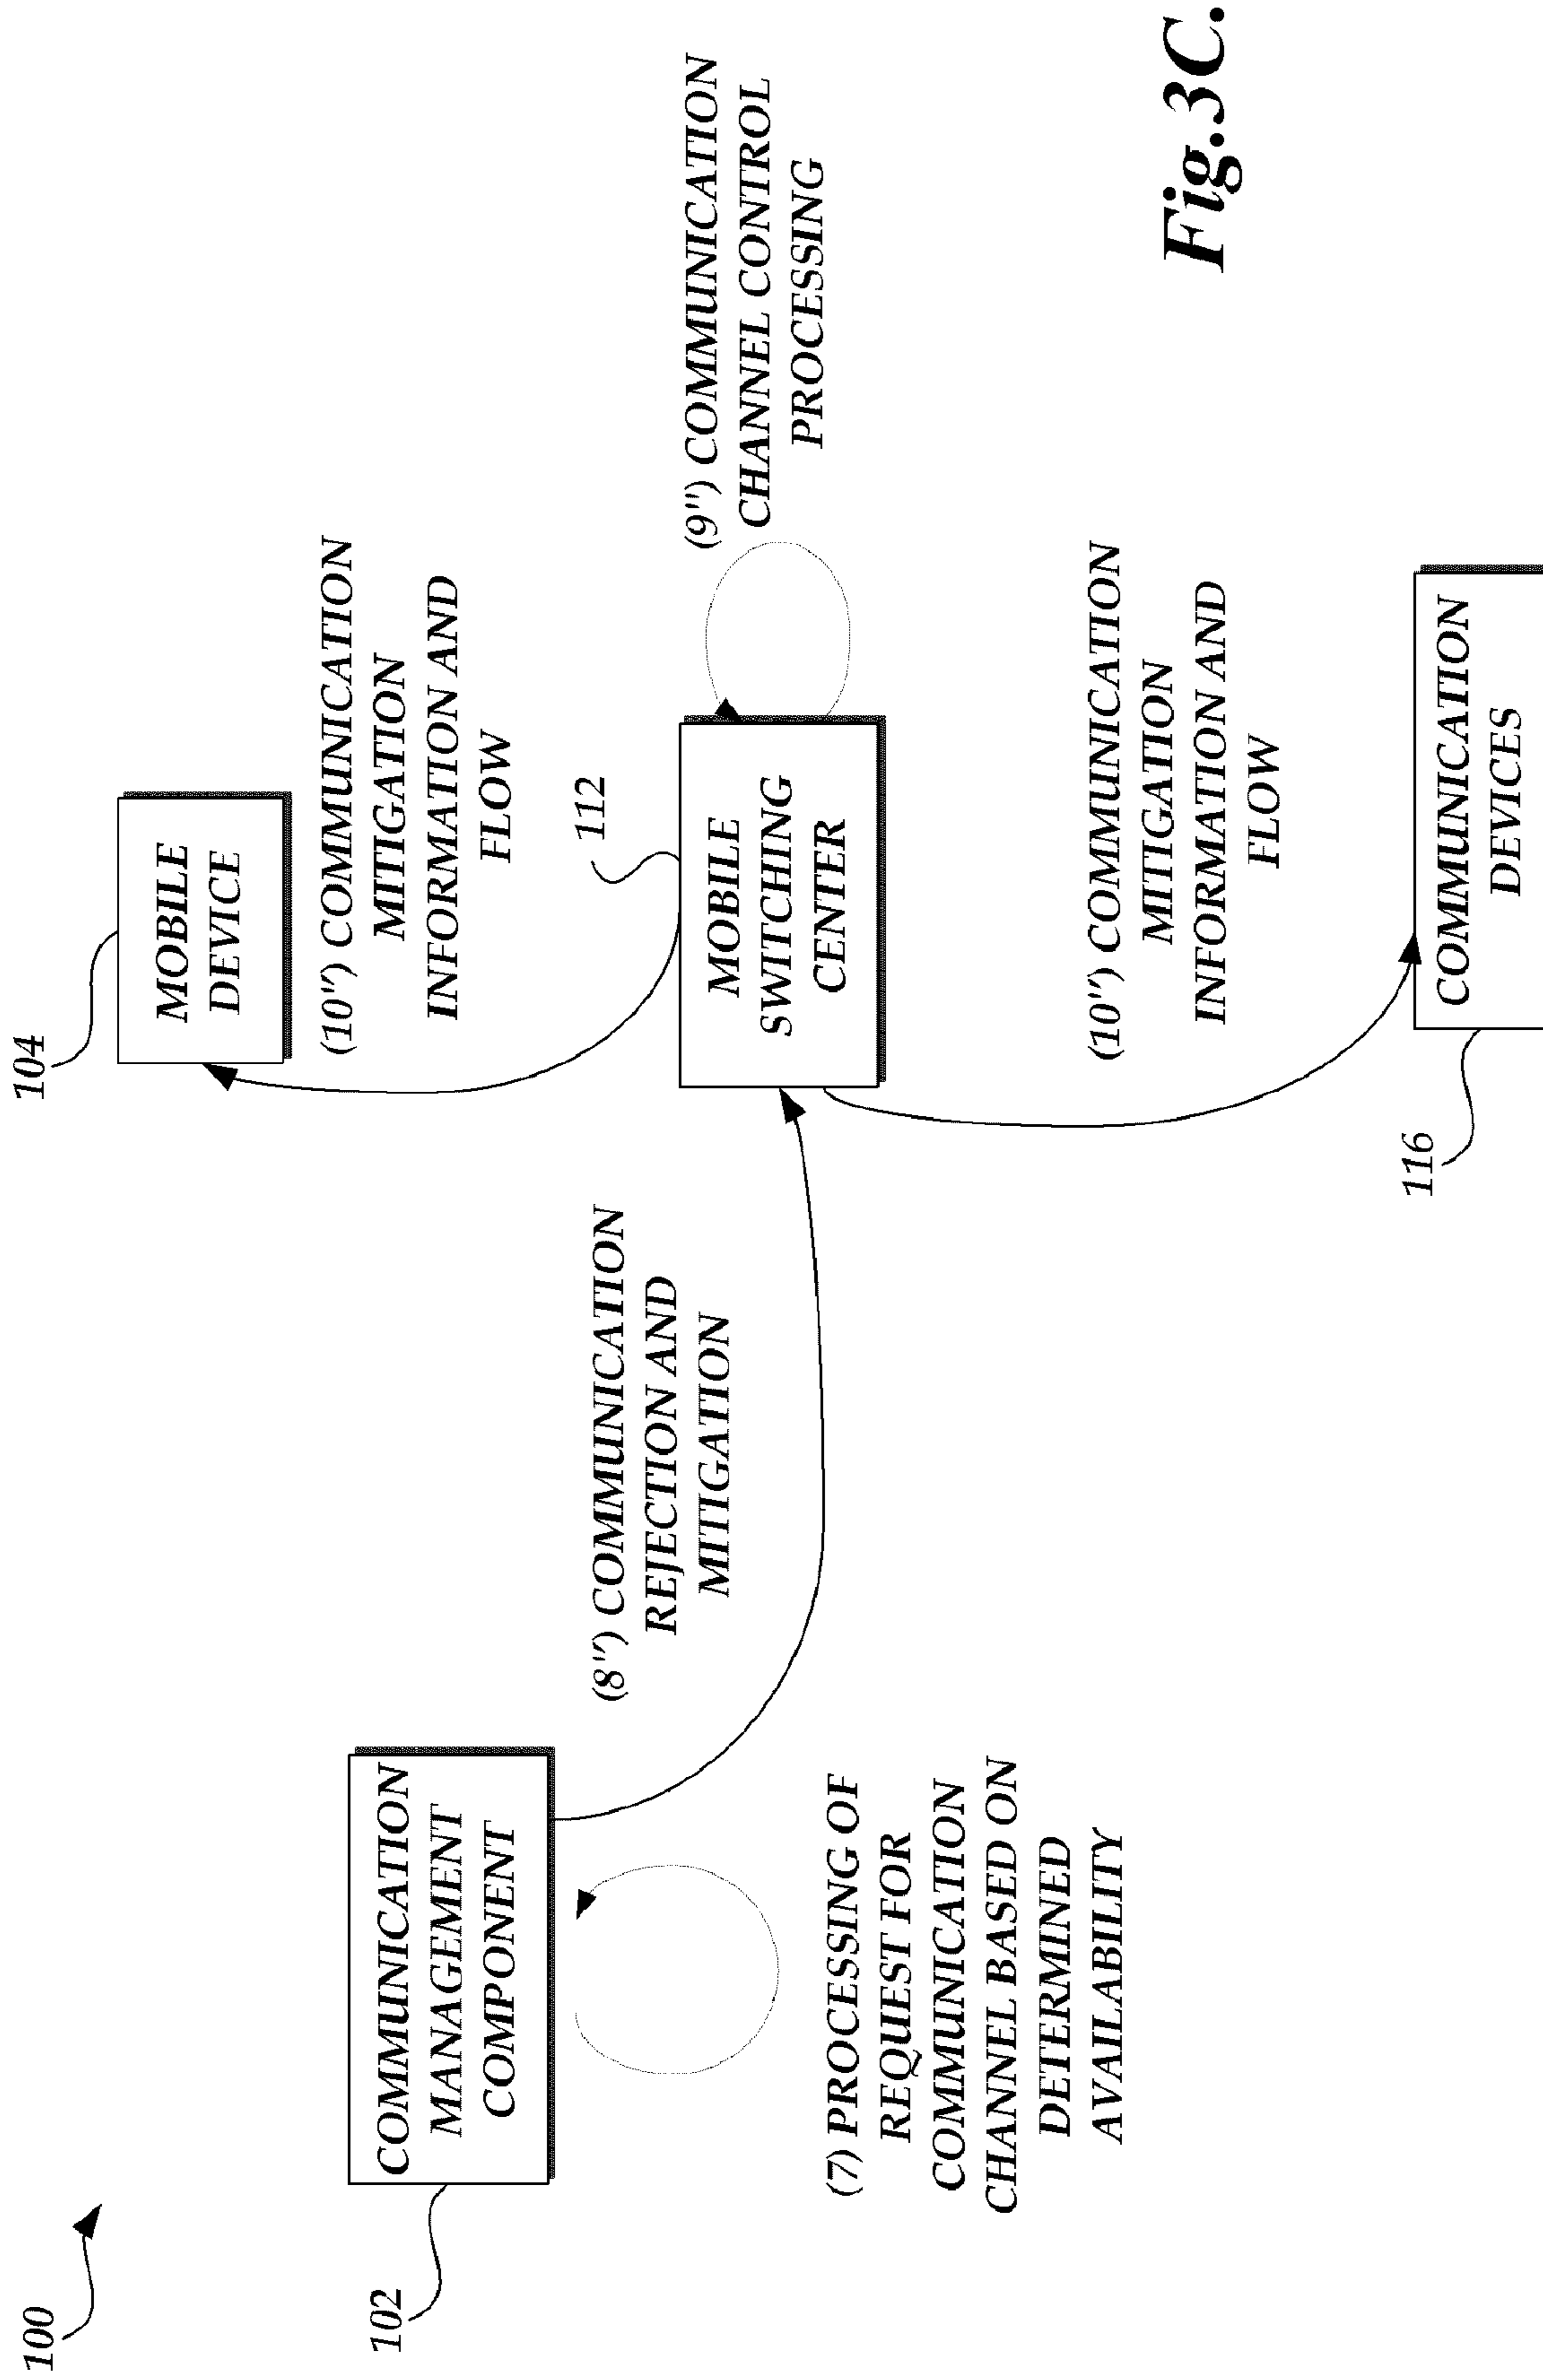 100
104
MOBILE
DEVICE
(10") COMMUNICATION
MITIGATION
INFORMATION AND
FLOW
102
COMMUNICATION
MANAGEMENT
COMPONENT
(8") COMMUNICATION
REJECTION AND
MITIGATION
112
MOBILE
SWITCHING
CENTER
(9") COMMUNICATION
CHANNEL CONTROL
PROCESSING
(7) PROCESSING OF
REQUEST FOR
COMMUNICATION
CHANNEL BASED ON
DETERMINED
AVAILABILITY
(10") COMMUNICATION
MITIGATION
INFORMATION AND
FLOW
116
COMMUNICATION
DEVICES
Fig.3C.